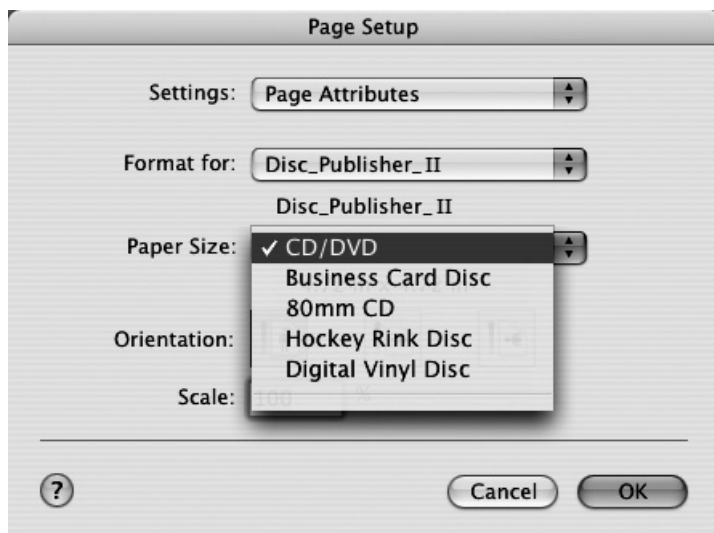 Page Setup
Settings: Page Attributes
Format for: Disc_Publisher_II
Disc_Publisher_II
Paper Size: ✓ CD/DVD
Business Card Disc
80mm CD
Hockey Rink Disc
Orientation:
Digital Vinyl Disc
Scale: 100 %
? Cancel OK